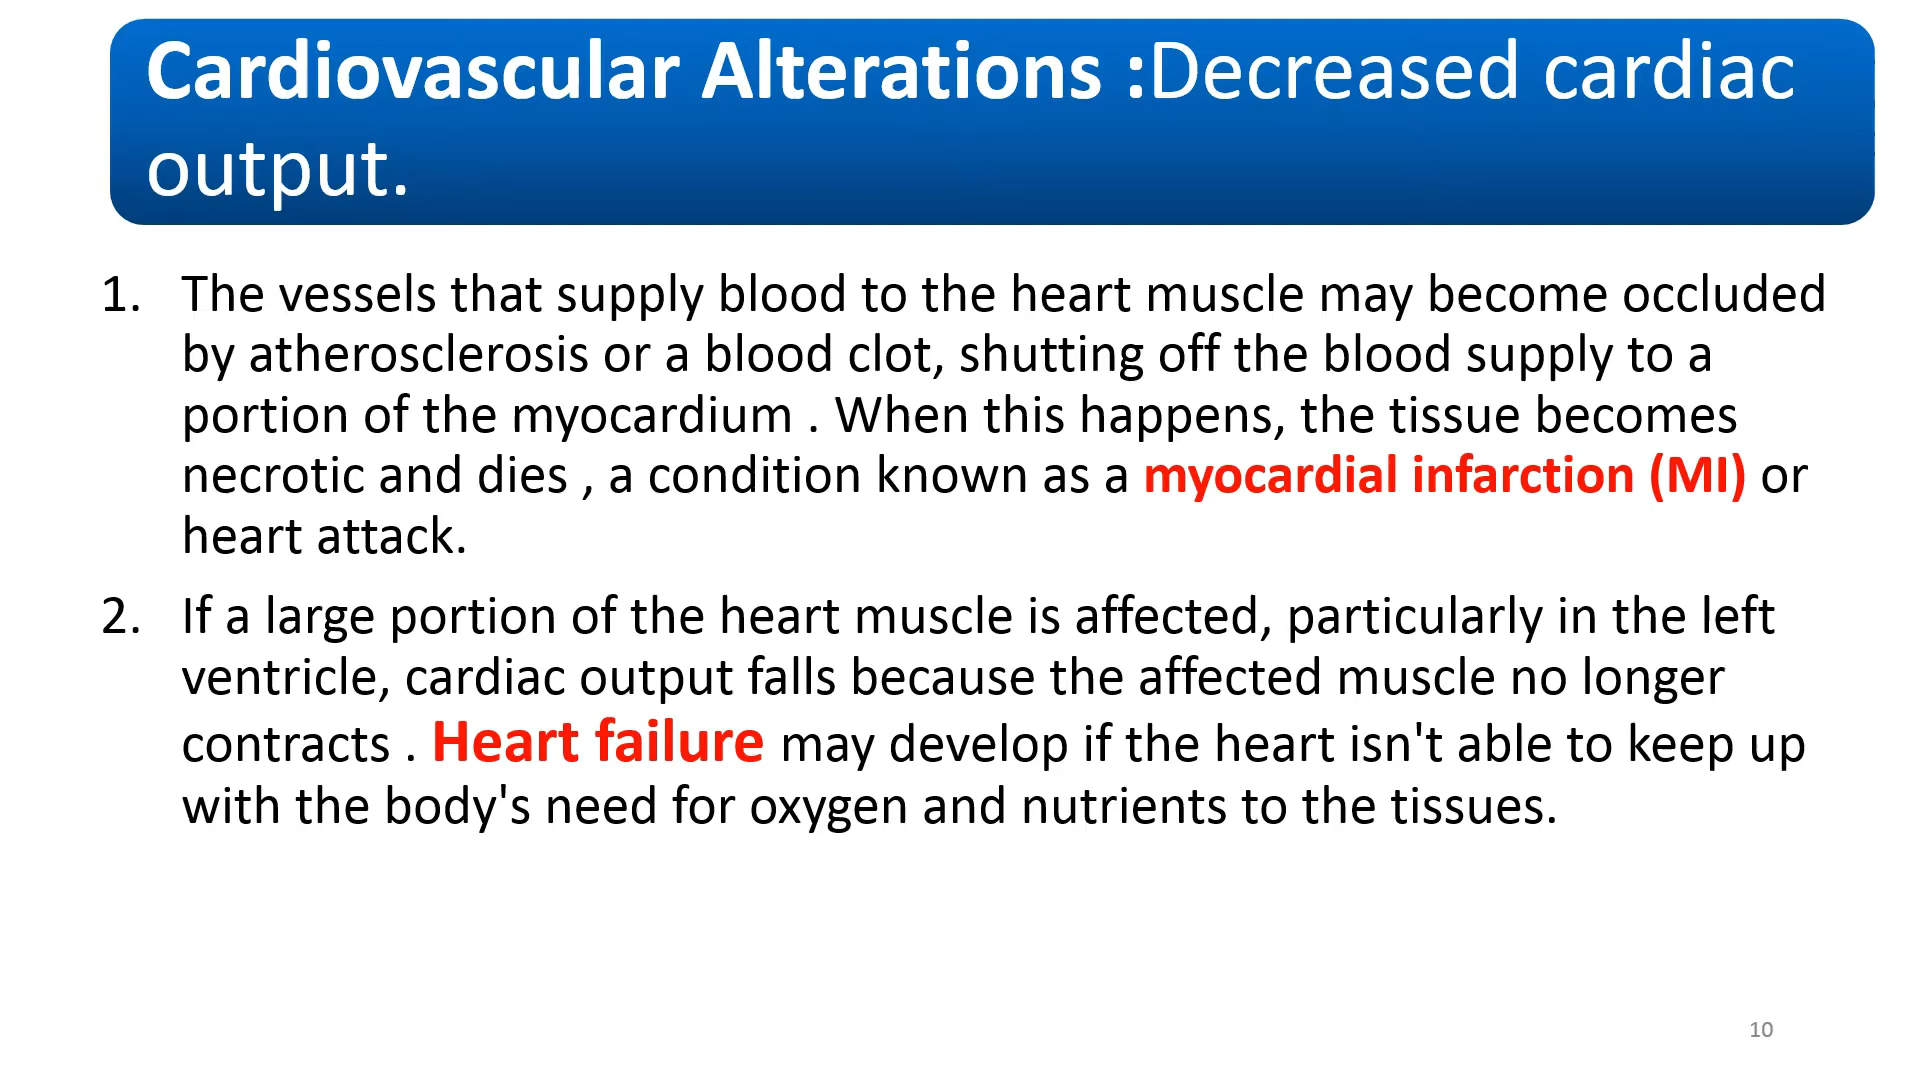 Cardiovascular Alterations :Decreased cardiac
output.
1. The vessels that supply blood to the heart muscle may become occluded
by atherosclerosis or a blood clot, shutting off the blood supply to a
portion of the myocardium . When this happens, the tissue becomes
necrotic and dies , a condition known as a myocardial infarction (MI) or
heart attack.
2. If a large portion of the heart muscle is affected, particularly in the left
ventricle, cardiac output falls because the affected muscle no longer
contracts . Heart failure may develop if the heart isn't able to keep up
with the body's need for oxygen and nutrients to the tissues.
10